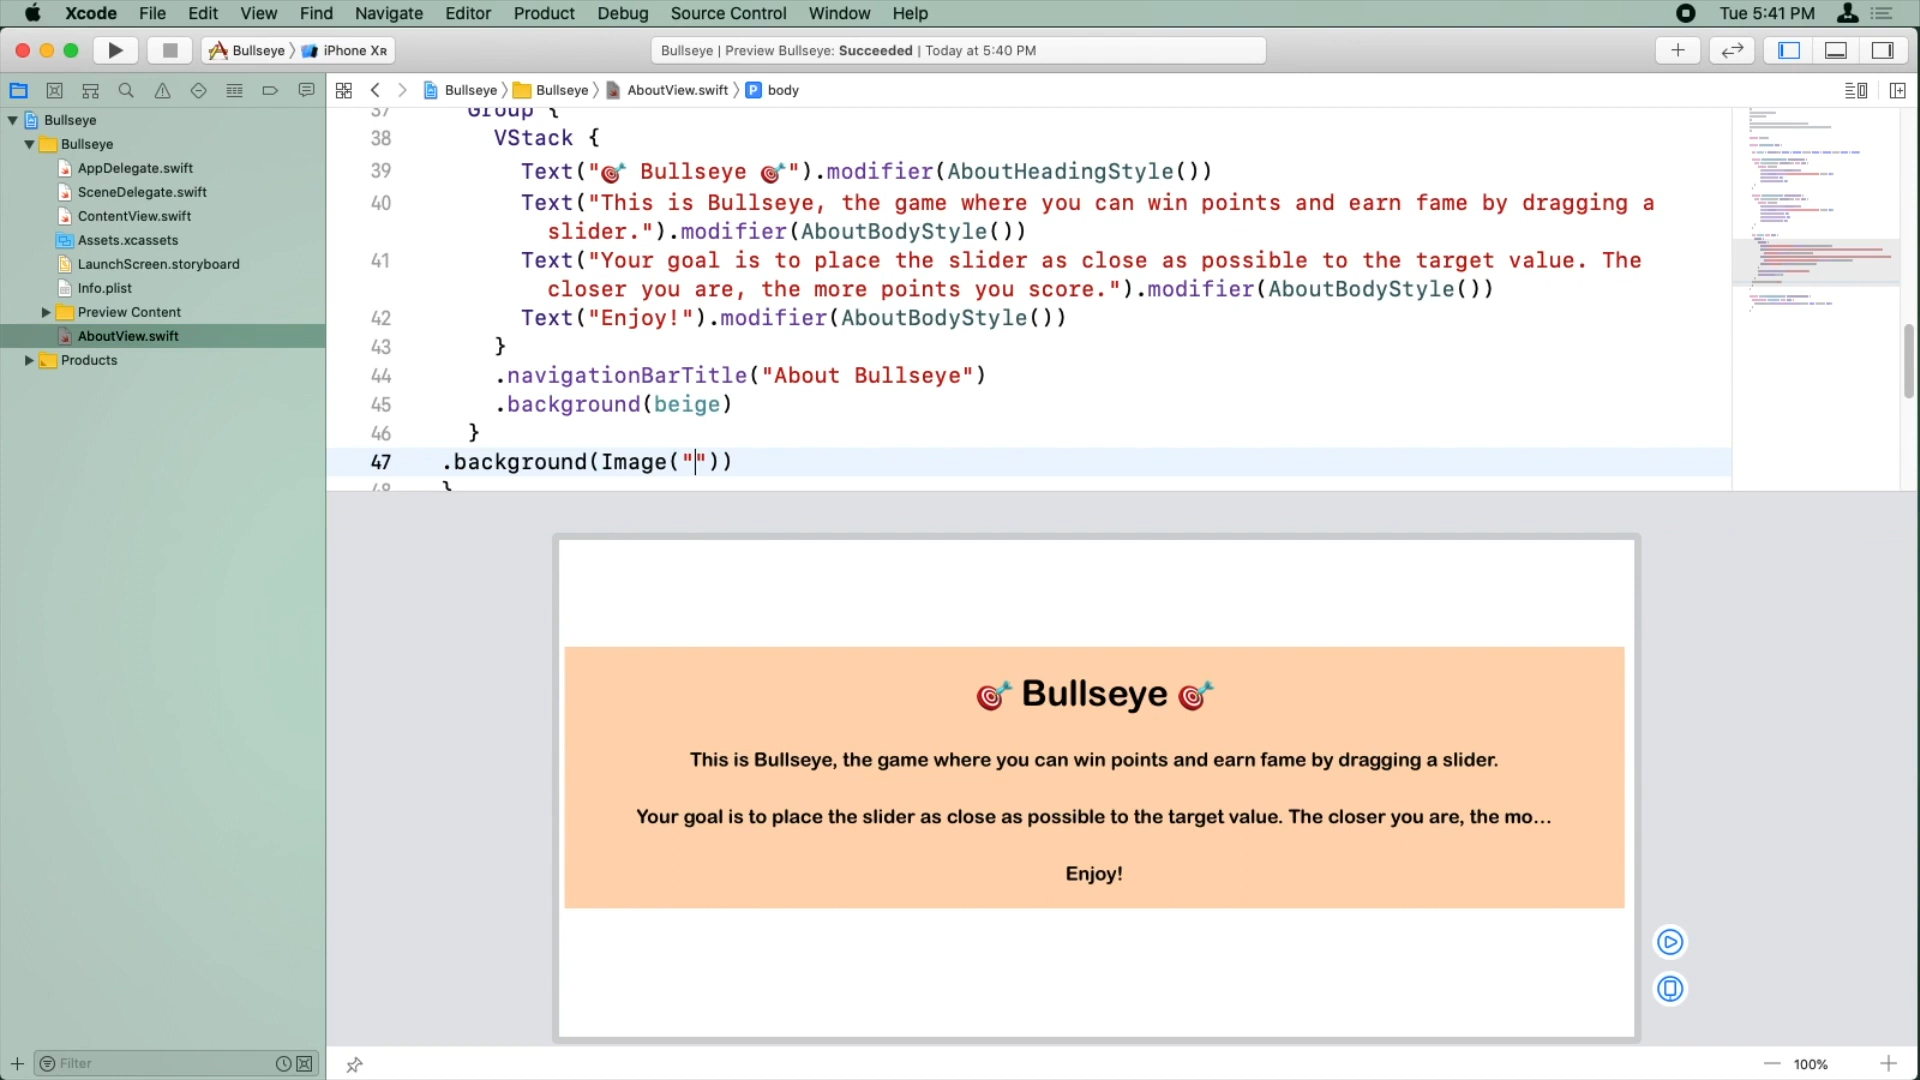 Xcode File Edit View Find Navigate Editor Product Debug Source Control Window Help Tue 5:41 PM
Bullseye iPhone XR Bullseye | Preview Bullseye: Succeeded | Today at 5:40 PM
Bullseye Bullseye AboutView.swift P body
Bullseye
Bullseye
AppDelegate.swift
SceneDelegate.swift
ContentView.swift
Assets.xcassets
LaunchScreen.storyboard
Info.plist
Preview Content
AboutView.swift
Products
37 Group {
38 VStack {
39 Text("🎯 Bullseye 🎯").modifier(AboutHeadingStyle())
40 Text("This is Bullseye, the game where you can win points and earn fame by dragging a
slider.").modifier(AboutBodyStyle())
41 Text("Your goal is to place the slider as close as possible to the target value. The
closer you are, the more points you score.").modifier(AboutBodyStyle())
42 Text("Enjoy!").modifier(AboutBodyStyle())
43 }
44 .navigationBarTitle("About Bullseye")
45 .background(beige)
46 }
47 .background(Image(""))
48 }
🎯 Bullseye 🎯
This is Bullseye, the game where you can win points and earn fame by dragging a slider.
Your goal is to place the slider as close as possible to the target value. The closer you are, the mo...
Enjoy!
Filter
100%